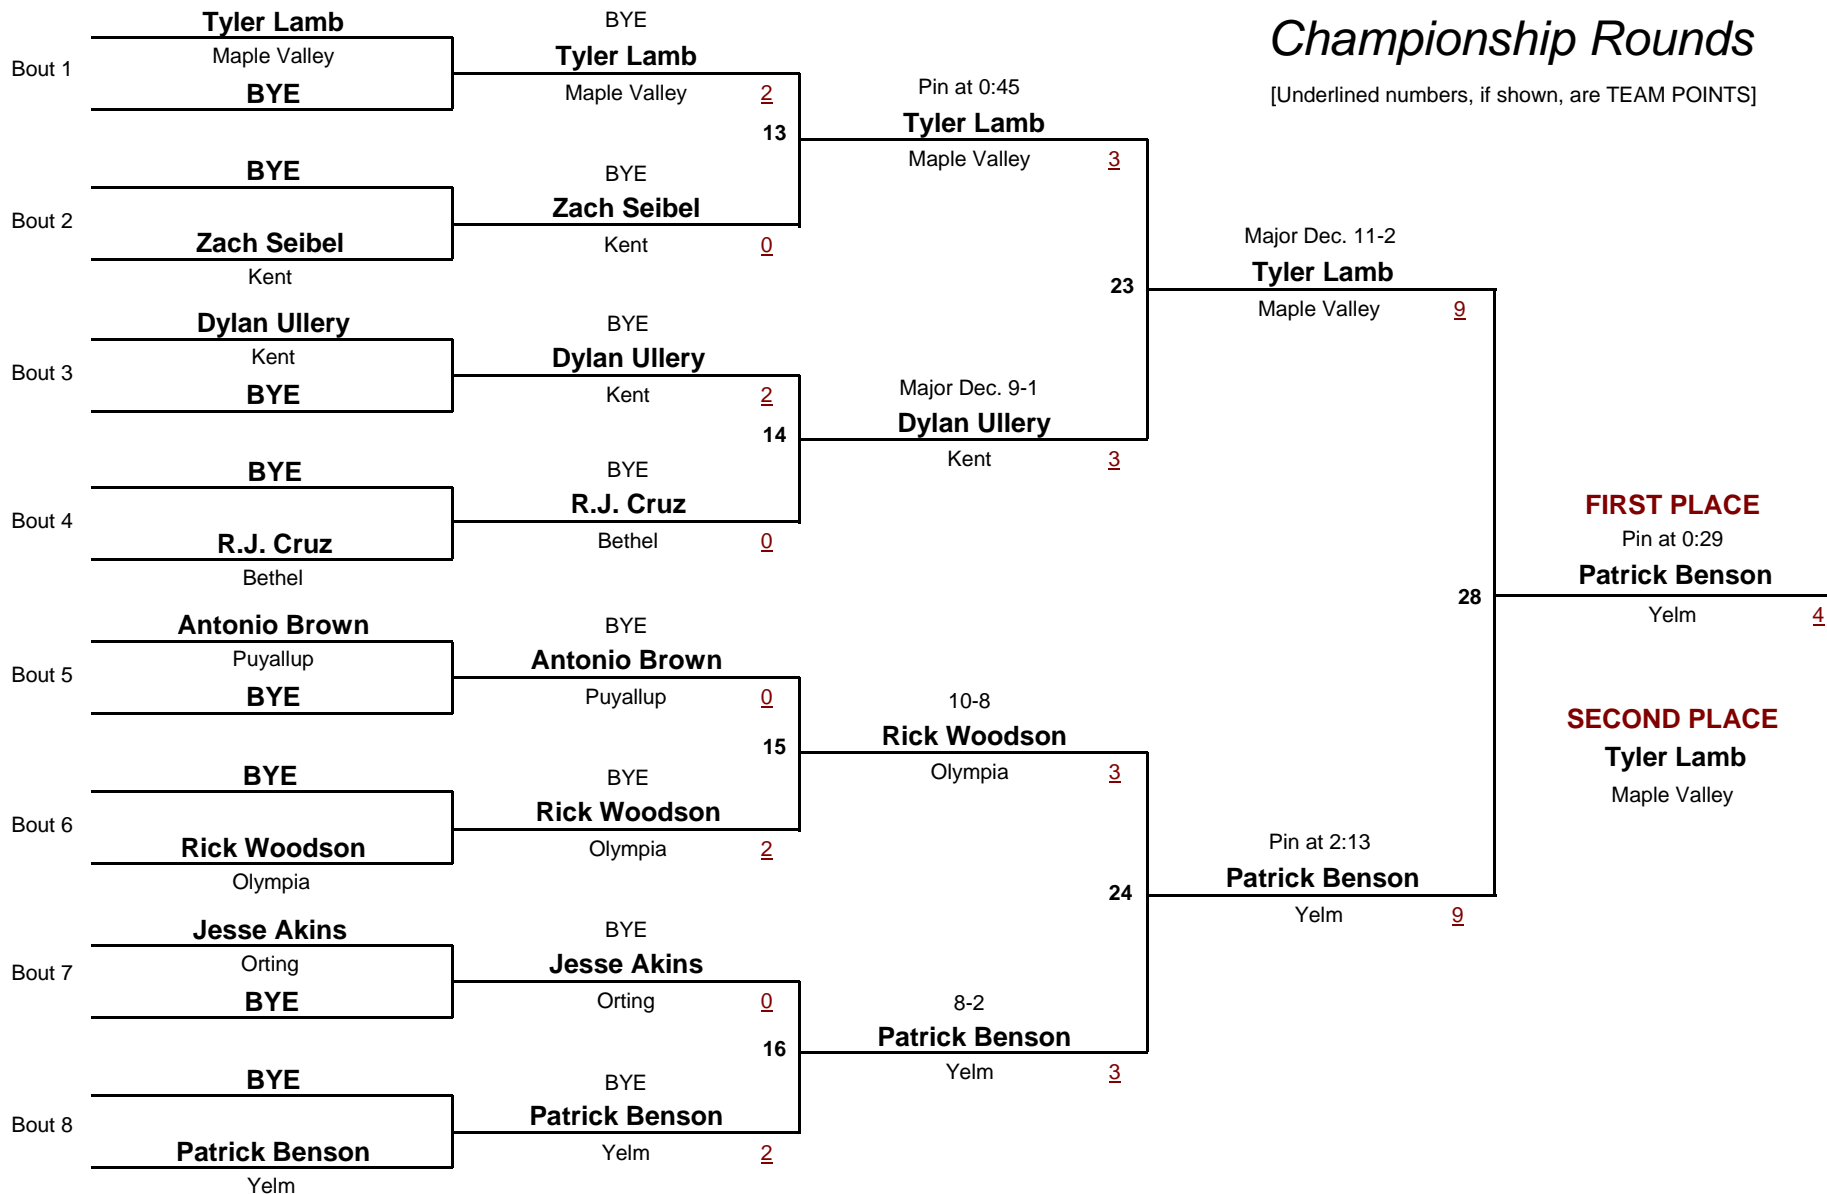 Championship Rounds
[Underlined numbers, if shown, are TEAM POINTS]
Tyler Lamb
Maple Valley
Bout 1
BYE
BYE
Bout 2
Zach Seibel
Kent
Dylan Ullery
Kent
Bout 3
BYE
BYE
Bout 4
R.J. Cruz
Bethel
Antonio Brown
Puyallup
Bout 5
BYE
BYE
Bout 6
Rick Woodson
Olympia
Jesse Akins
Orting
Bout 7
BYE
BYE
Bout 8
Patrick Benson
Yelm
BYE
Tyler Lamb
Maple Valley 2
13
BYE
Zach Seibel
Kent 0
BYE
Dylan Ullery
Kent 2
14
BYE
R.J. Cruz
Bethel 0
BYE
Antonio Brown
Puyallup 0
15
BYE
Rick Woodson
Olympia 2
BYE
Jesse Akins
Orting 0
16
BYE
Patrick Benson
Yelm 2
Pin at 0:45
Tyler Lamb
Maple Valley 3
23
Major Dec. 9-1
Dylan Ullery
Kent 3
10-8
Rick Woodson
Olympia 3
24
8-2
Patrick Benson
Yelm 3
Major Dec. 11-2
Tyler Lamb
Maple Valley 9
28
Pin at 2:13
Patrick Benson
Yelm 9
FIRST PLACE
Pin at 0:29
Patrick Benson
Yelm 4
SECOND PLACE
Tyler Lamb
Maple Valley